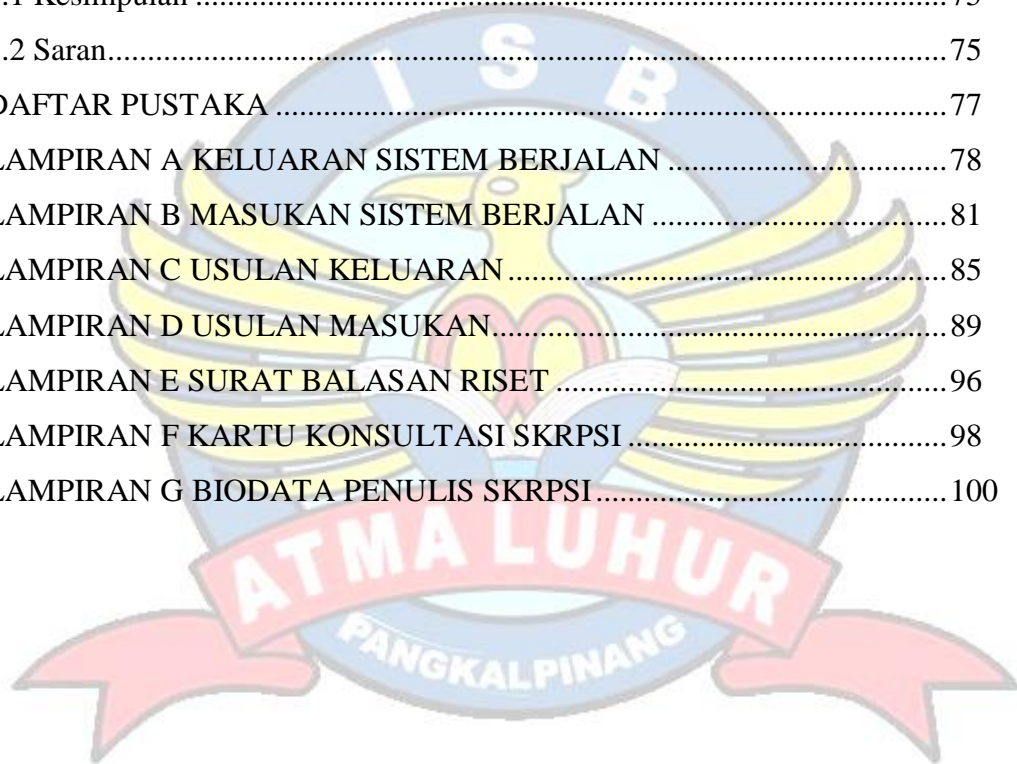 .1 Kesimpulan ........ 75
.2 Saran ........ 75
DAFTAR PUSTAKA ........ 77
LAMPIRAN A KELUARAN SISTEM BERJALAN ........ 78
LAMPIRAN B MASUKAN SISTEM BERJALAN ........ 81
LAMPIRAN C USULAN KELUARAN ........ 85
LAMPIRAN D USULAN MASUKAN ........ 89
LAMPIRAN E SURAT BALASAN RISET ........ 96
LAMPIRAN F KARTU KONSULTASI SKRPSI ........ 98
LAMPIRAN G BIODATA PENULIS SKRPSI ........ 100
I S B
ATMA LUHUR
PANGKALPINANG